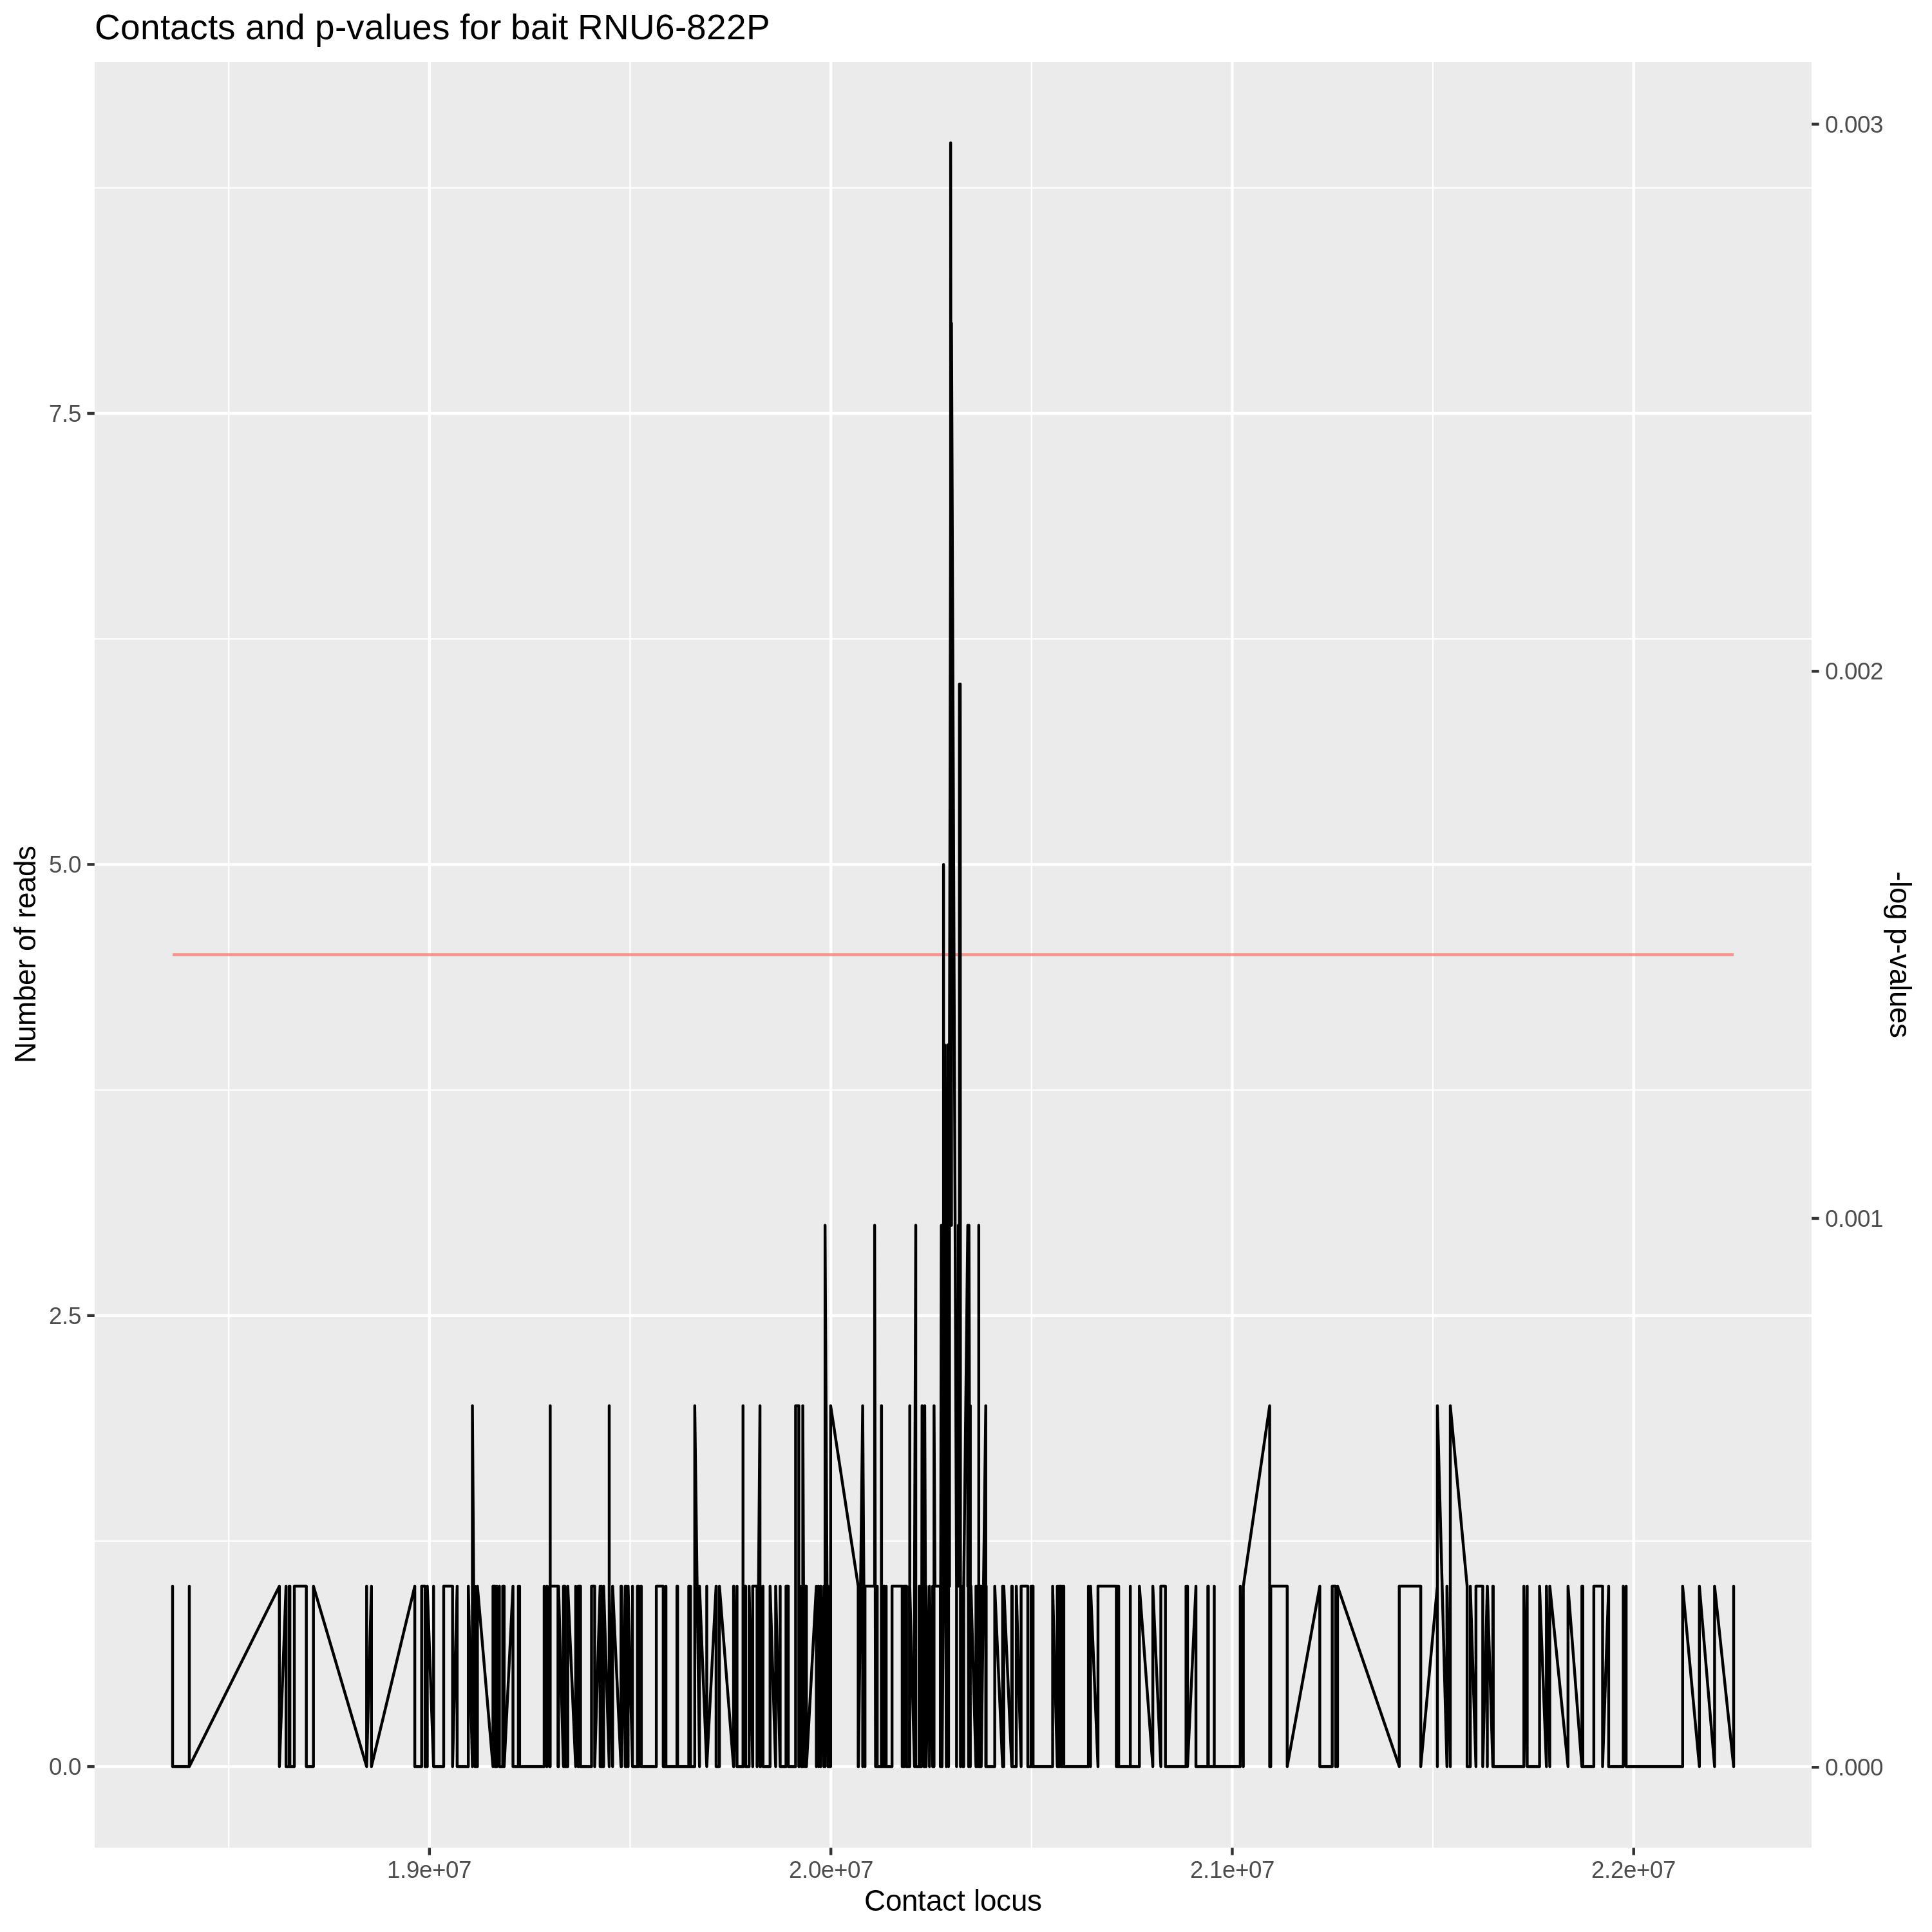 Contacts and p-values for bait RNU6-822P
0.003
7.5
0.002
5.0
Number of reads
-log p-values
0.001
2.5
0.0
0.000
1.9e+07
2.0e+07
2.1e+07
2.2e+07
Contact locus